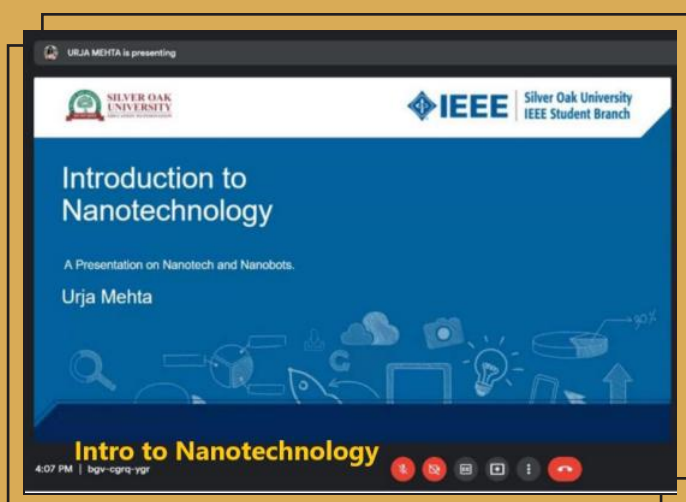 URJA MEHTA is presenting
SILVER OAK
UNIVERSITY
IEEE
Silver Oak University
IEEE Student Branch
Introduction to
Nanotechnology
A Presentation on Nanotech and Nanobots.
Urja Mehta
90%
Intro to Nanotechnology
4:07 PM | bgv-cgrq-ygr